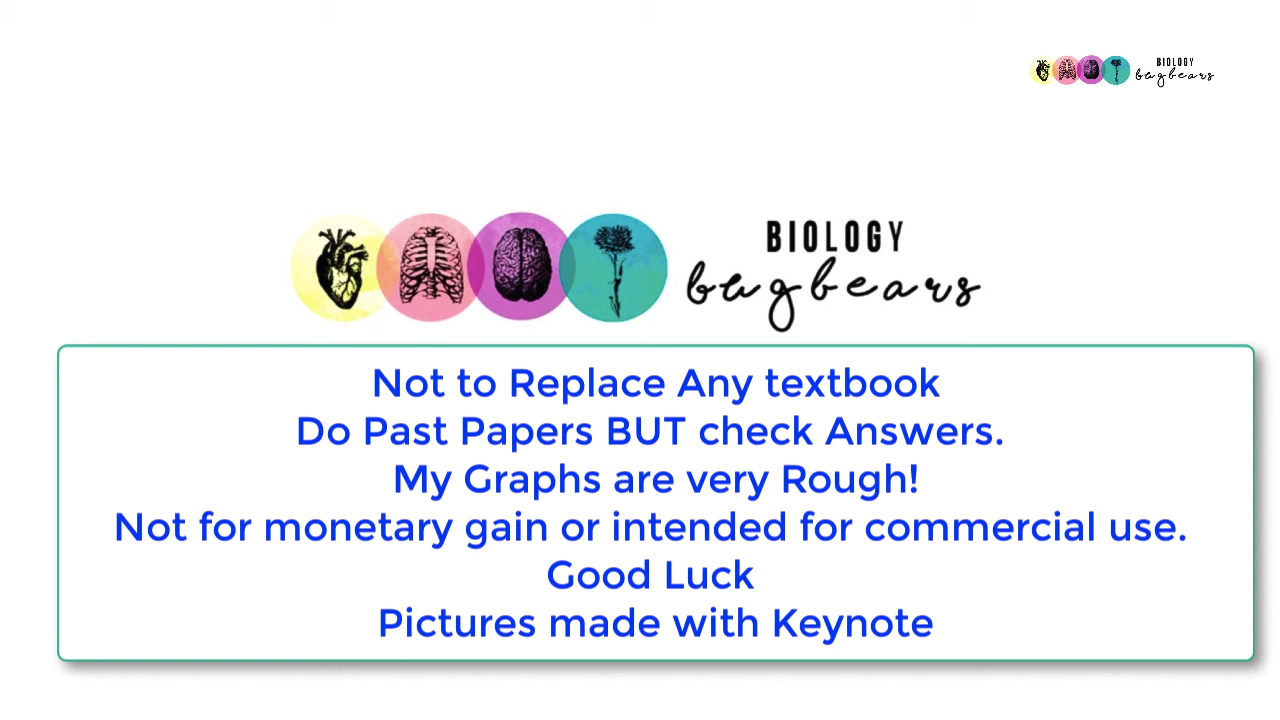 BIOLOGY
bugbears
BIOLOGY
bugbears
Not to Replace Any textbook
Do Past Papers BUT check Answers.
My Graphs are very Rough!
Not for monetary gain or intended for commercial use.
Good Luck
Pictures made with Keynote